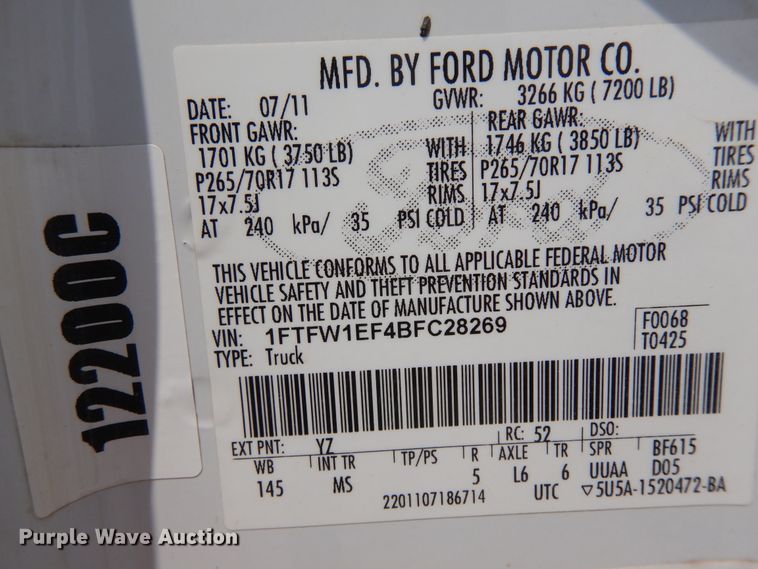 MFD. BY FORD MOTOR CO.
DATE: 07/11 GVWR: 3266 KG ( 7200 LB)
FRONT GAWR: REAR GAWR:
1701 KG ( 3750 LB) WITH 1746 KG ( 3850 LB) WITH
P265/70R17 113S TIRES P265/70R17 113S TIRES
17x7.5J RIMS 17x7.5J RIMS
AT 240 kPa/ 35 PSI COLD AT 240 kPa/ 35 PSI COLD
THIS VEHICLE CONFORMS TO ALL APPLICABLE FEDERAL MOTOR
VEHICLE SAFETY AND THEFT PREVENTION STANDARDS IN
EFFECT ON THE DATE OF MANUFACTURE SHOWN ABOVE.
VIN: 1FTFW1EF4BFC28269 F0068
TYPE: Truck T0425
EXT PNT: YZ RC: 52 DSO:
WB INT TR TP/PS R AXLE TR SPR BF615
145 MS 5 L6 6 UUAA D05
2201107186714 UTC ▽5U5A-1520472-BA
12200C
Purple Wave Auction